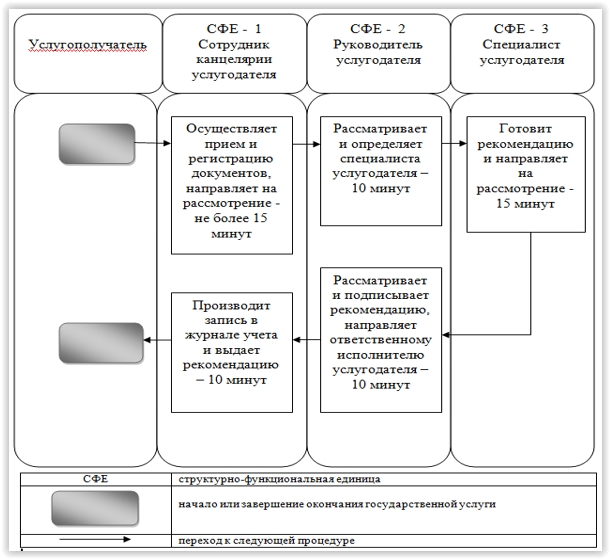 Услугополучатель
СФЕ - 1
Сотрудник
канцелярии
услугодателя
СФЕ - 2
Руководитель
услугодателя
СФЕ - 3
Специалист
услугодателя
Осуществляет
прием и
регистрацию
документов,
направляет на
рассмотрение -
не более 15
минут
Рассматривает
и определяет
специалиста
услугодателя –
10 минут
Готовит
рекомендацию
и направляет
на
рассмотрение -
15 минут
Производит
запись в
журнале учета
и выдает
рекомендацию
– 10 минут
Рассматривает
и подписывает
рекомендацию,
направляет
ответственному
исполнителю
услугодателя –
10 минут
СФЕ
структурно-функциональная единица
начало или завершение окончания государственной услуги
переход к следующей процедуре